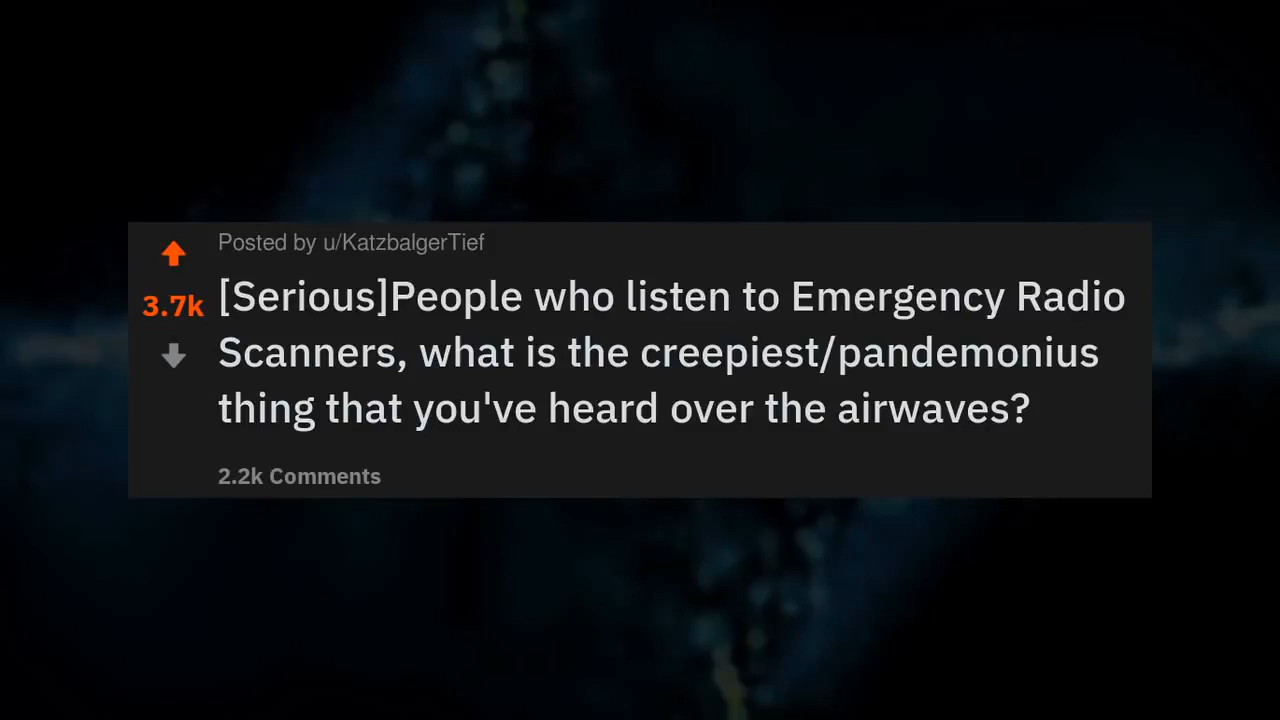 Posted by u/KatzbalgerTief
3.7k
[Serious]People who listen to Emergency Radio
Scanners, what is the creepiest/pandemonius
thing that you've heard over the airwaves?
2.2k Comments